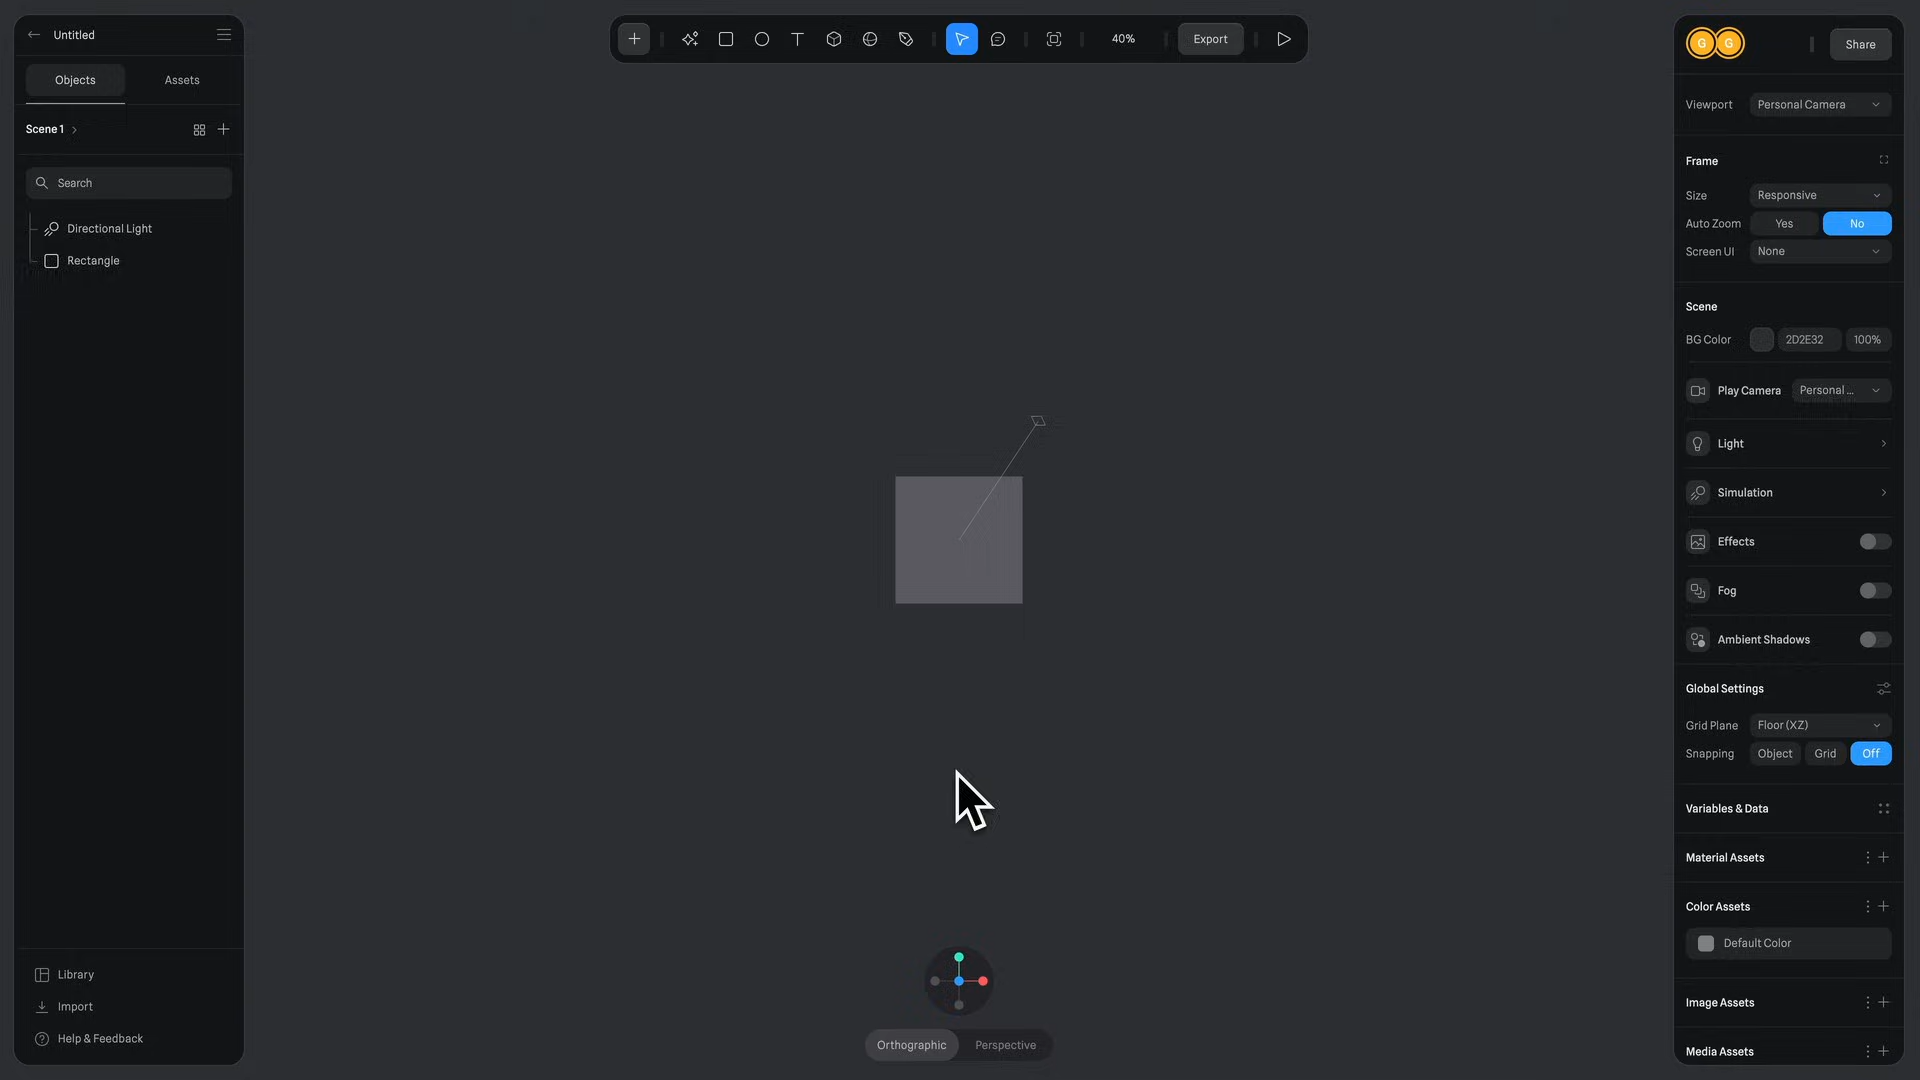 Untitled
Objects
Assets
Scene 1
Search
Directional Light
Rectangle
Library
Import
Help & Feedback
T
40%
Export
Orthographic
Perspective
G G
Share
Viewport Personal Camera
Frame
Size Responsive
Auto Zoom Yes No
Screen UI None
Scene
BG Color 2D2E32 100%
Play Camera Personal ...
Light
Simulation
Effects
Fog
Ambient Shadows
Global Settings
Grid Plane Floor (XZ)
Snapping Object Grid Off
Variables & Data
Material Assets
Color Assets
Default Color
Image Assets
Media Assets